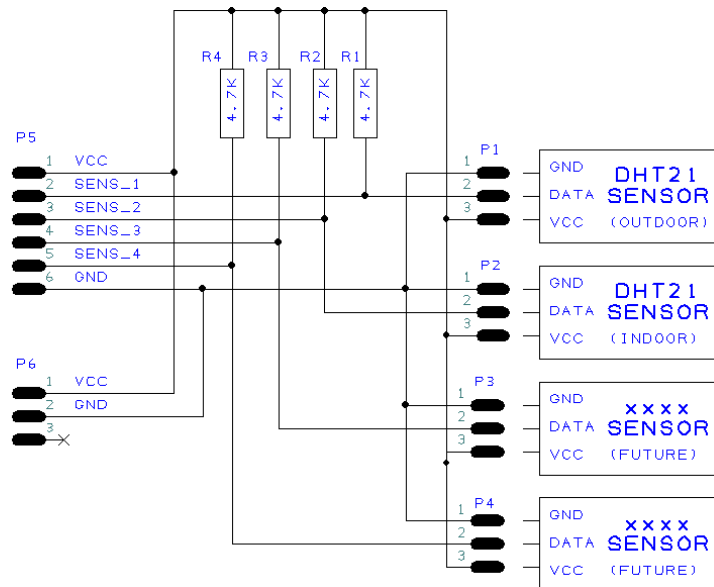 R4 R3 R2 R1
4.7K 4.7K 4.7K 4.7K
P5
1 VCC
2 SENS_1
3 SENS_2
4 SENS_3
5 SENS_4
6 GND
P6
1 VCC
2 GND
3
P1
1 GND DHT21
2 DATA SENSOR
3 VCC (OUTDOOR)
P2
1 GND DHT21
2 DATA SENSOR
3 VCC (INDOOR)
P3
1 GND xxxx
2 DATA SENSOR
3 VCC (FUTURE)
P4
1 GND xxxx
2 DATA SENSOR
3 VCC (FUTURE)